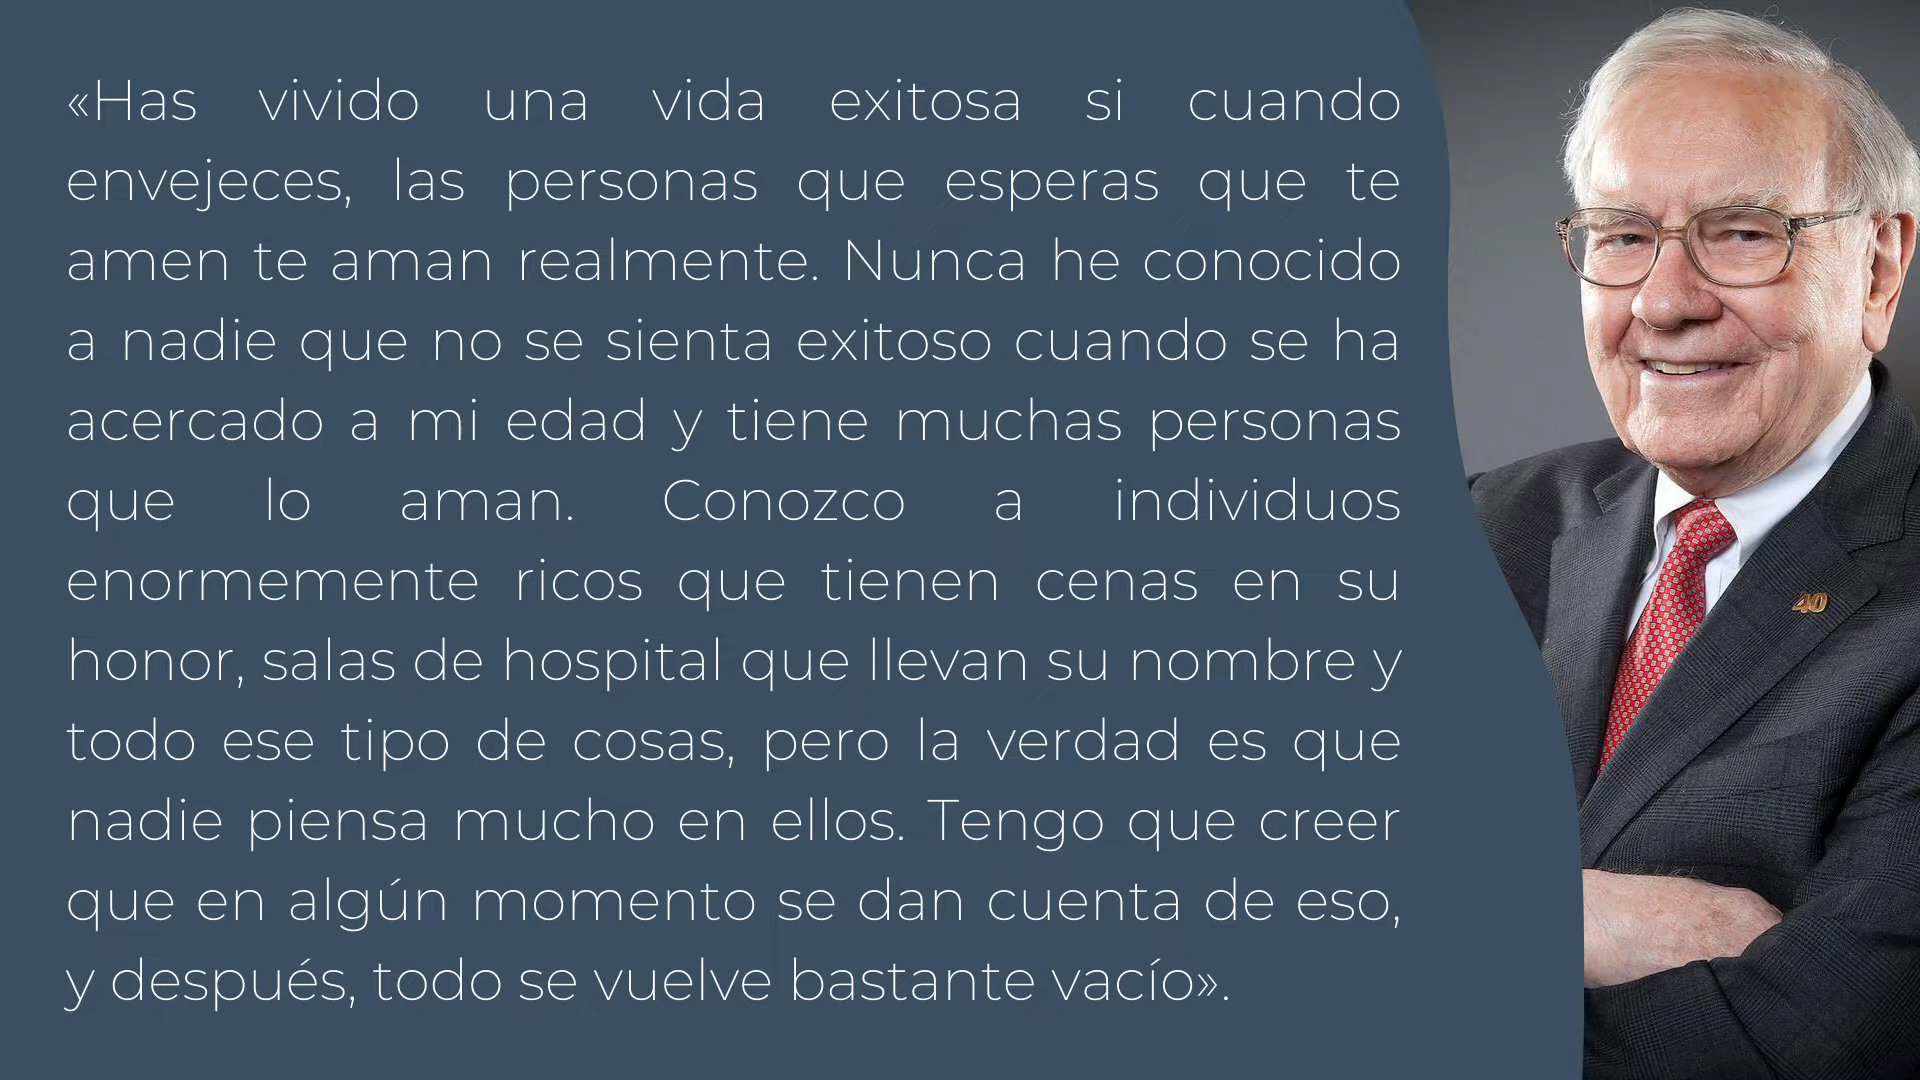 «Has vivido una vida exitosa si cuando
envejeces, las personas que esperas que te
amen te aman realmente. Nunca he conocido
a nadie que no se sienta exitoso cuando se ha
acercado a mi edad y tiene muchas personas
que lo aman. Conozco a individuos
enormemente ricos que tienen cenas en su
honor, salas de hospital que llevan su nombre y
todo ese tipo de cosas, pero la verdad es que
nadie piensa mucho en ellos. Tengo que creer
que en algún momento se dan cuenta de eso,
y después, todo se vuelve bastante vacío».
40